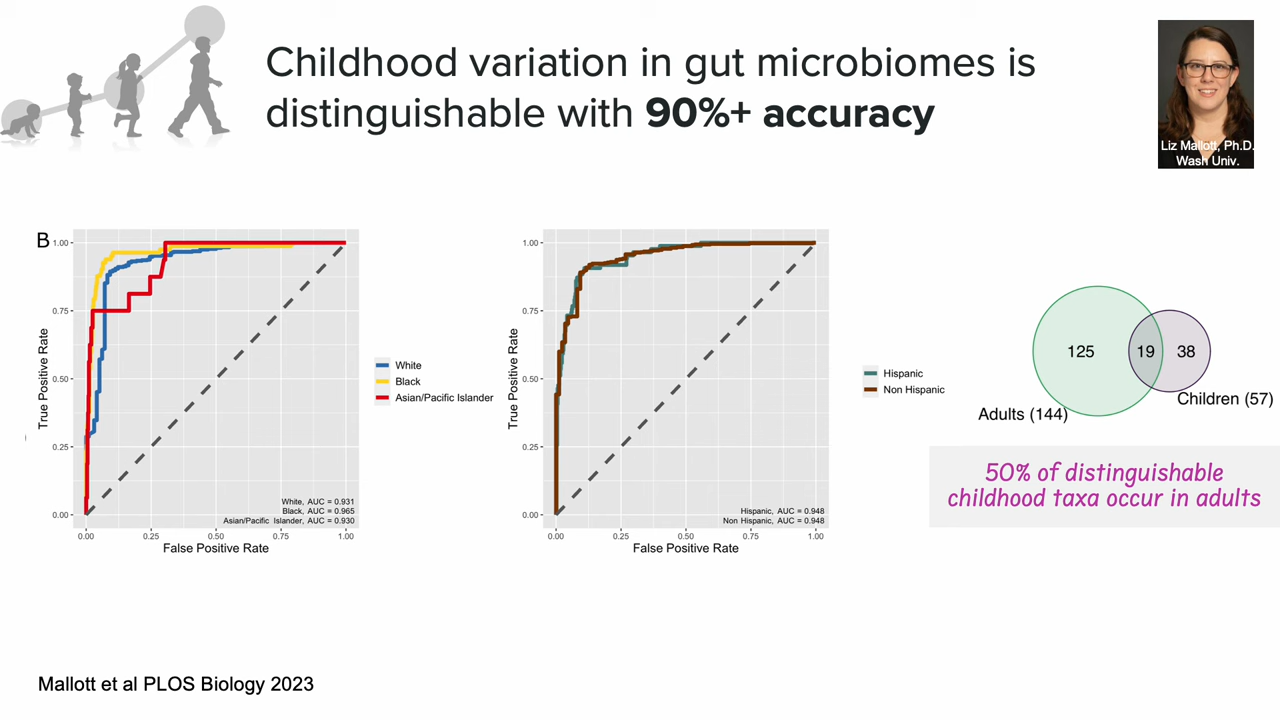 Childhood variation in gut microbiomes is
distinguishable with 90%+ accuracy
Liz Mallott, Ph.D.
Wash Univ.
B
1.00
0.75
0.50
0.25
0.00
True Positive Rate
0.00 0.25 0.50 0.75 1.00
False Positive Rate
White, AUC = 0.931
Black, AUC = 0.965
Asian/Pacific Islander, AUC = 0.930
White
Black
Asian/Pacific Islander
1.00
0.75
0.50
0.25
0.00
True Positive Rate
0.00 0.25 0.50 0.75 1.00
False Positive Rate
Hispanic, AUC = 0.948
Non Hispanic, AUC = 0.948
Hispanic
Non Hispanic
125 19 38
Children (57)
Adults (144)
50% of distinguishable
childhood taxa occur in adults
Mallott et al PLOS Biology 2023